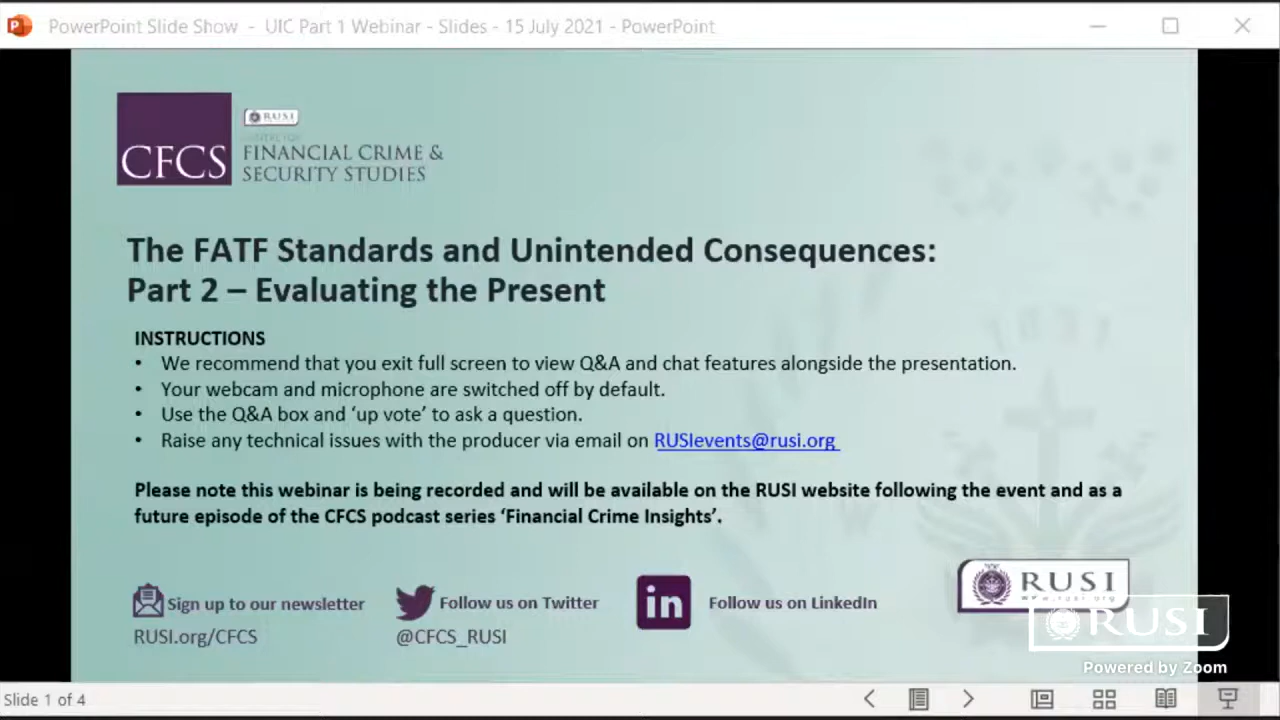 PowerPoint Slide Show - UIC Part 1 Webinar - Slides - 15 July 2021 - PowerPoint
CFCS
RUSI
CENTRE FOR
FINANCIAL CRIME &
SECURITY STUDIES
The FATF Standards and Unintended Consequences:
Part 2 – Evaluating the Present
INSTRUCTIONS
• We recommend that you exit full screen to view Q&A and chat features alongside the presentation.
• Your webcam and microphone are switched off by default.
• Use the Q&A box and ‘up vote’ to ask a question.
• Raise any technical issues with the producer via email on RUSIevents@rusi.org
Please note this webinar is being recorded and will be available on the RUSI website following the event and as a
future episode of the CFCS podcast series ‘Financial Crime Insights’.
Sign up to our newsletter
RUSI.org/CFCS
Follow us on Twitter
@CFCS_RUSI
in
Follow us on LinkedIn
RUSI
www.rusi.org
RUSI
Powered by Zoom
Slide 1 of 4